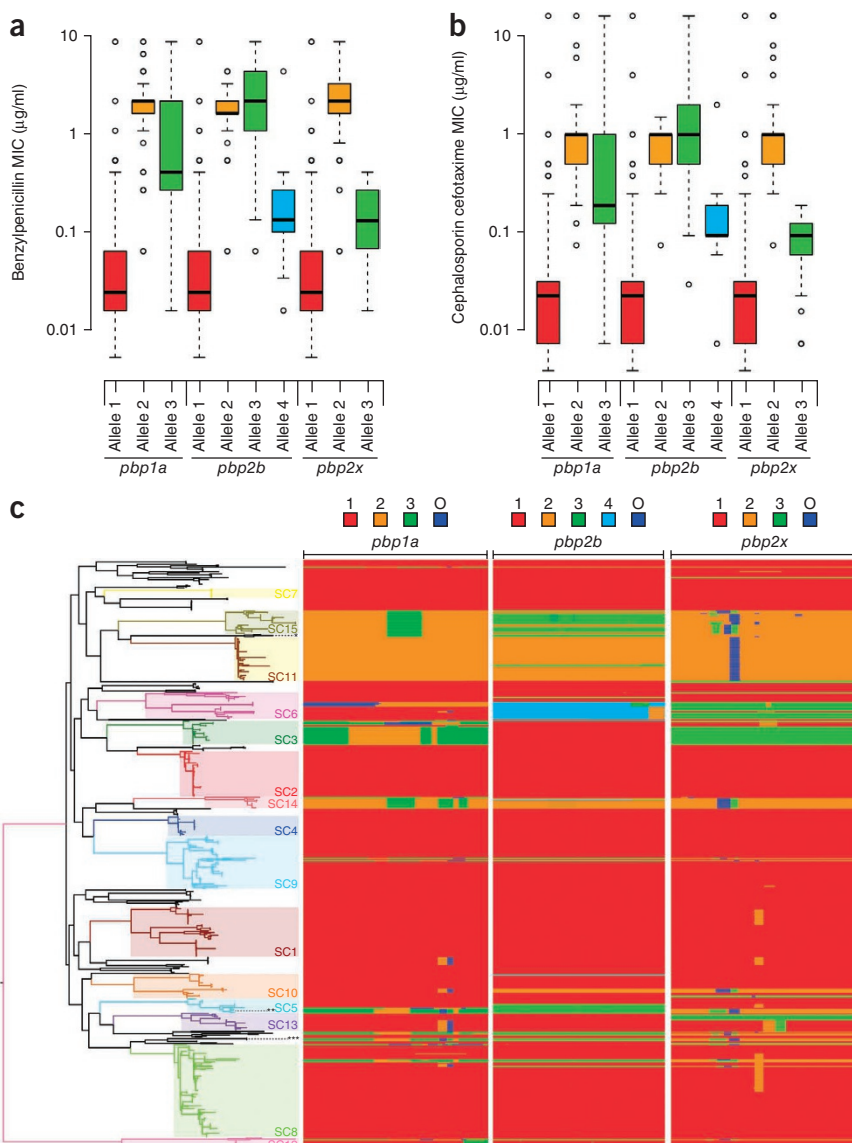 a
Benzylpenicillin MIC (µg/ml)
10
1
0.1
0.01
Allele 1
Allele 2
Allele 3
Allele 1
Allele 2
Allele 3
Allele 4
Allele 1
Allele 2
Allele 3
pbp1a
pbp2b
pbp2x
b
Cephalosporin cefotaxime MIC (µg/ml)
10
1
0.1
0.01
Allele 1
Allele 2
Allele 3
Allele 1
Allele 2
Allele 3
Allele 4
Allele 1
Allele 2
Allele 3
pbp1a
pbp2b
pbp2x
c
1 2 3 O
1 2 3 4 O
1 2 3 O
pbp1a
pbp2b
pbp2x
SC7
SC15
*
SC11
SC6
SC3
SC2
SC14
SC4
SC9
SC1
SC10
SC5
**
SC13
***
SC8